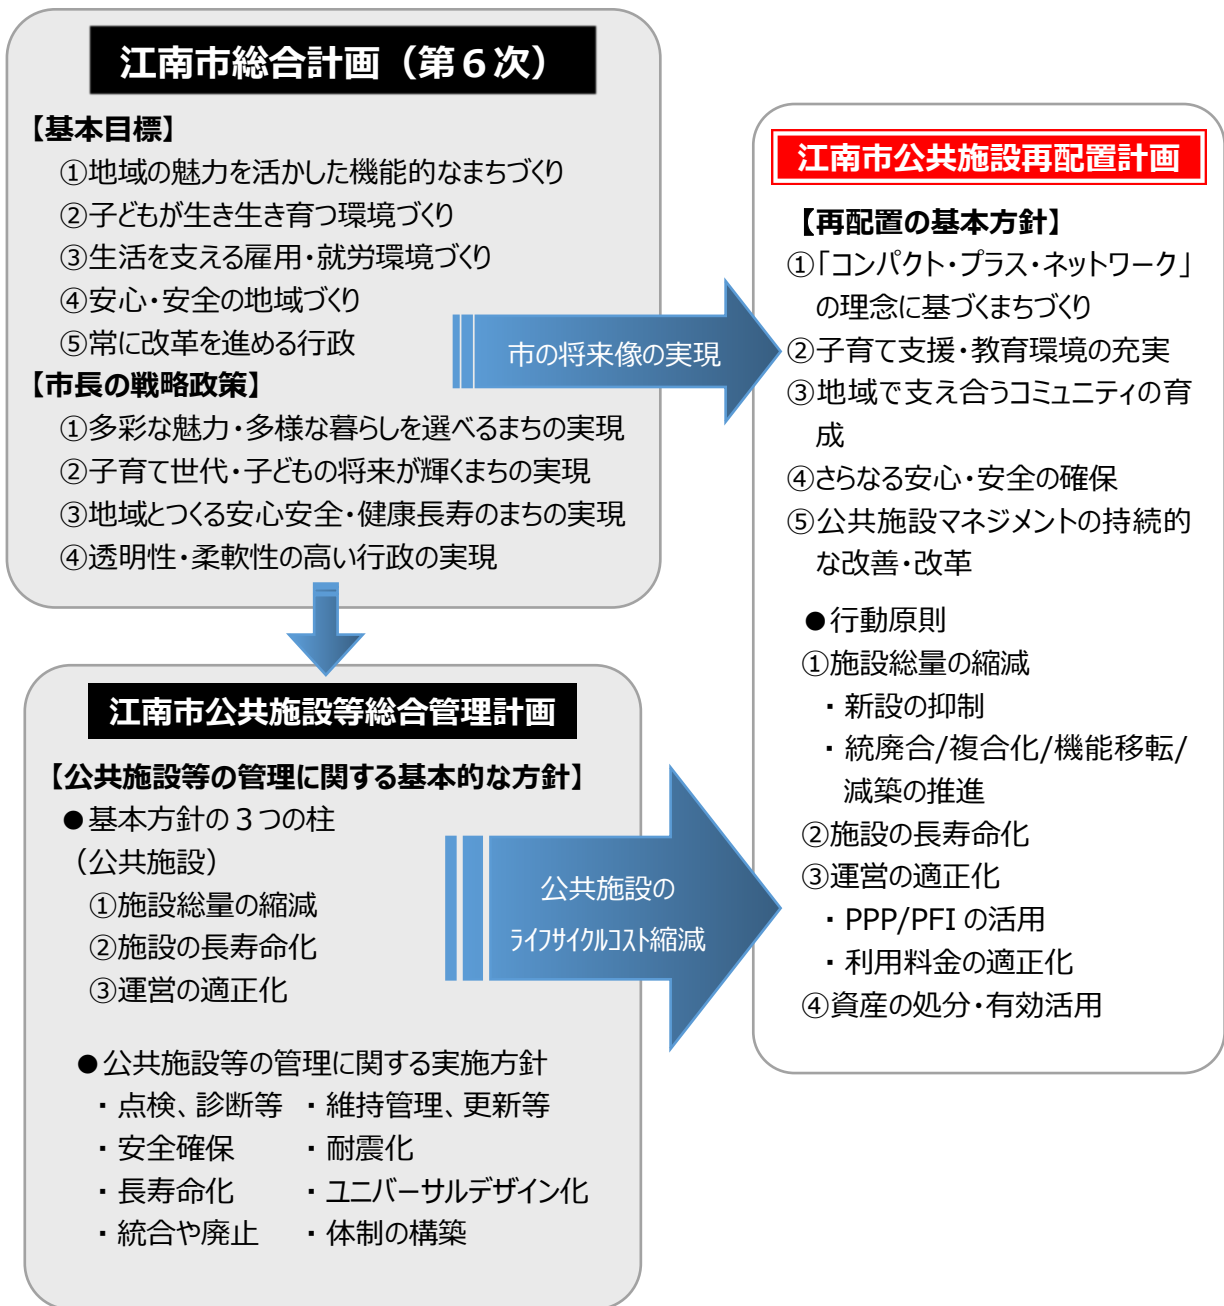 江南市総合計画（第６次）
【基本目標】
①地域の魅力を活かした機能的なまちづくり
②子どもが生き生き育つ環境づくり
③生活を支える雇用・就労環境づくり
④安心・安全の地域づくり
⑤常に改革を進める行政
【市長の戦略政策】
①多彩な魅力・多様な暮らしを選べるまちの実現
②子育て世代・子どもの将来が輝くまちの実現
③地域とつくる安心安全・健康長寿のまちの実現
④透明性・柔軟性の高い行政の実現
市の将来像の実現
江南市公共施設等総合管理計画
【公共施設等の管理に関する基本的な方針】
●基本方針の３つの柱
（公共施設）
①施設総量の縮減
②施設の長寿命化
③運営の適正化
●公共施設等の管理に関する実施方針
・点検、診断等 ・維持管理、更新等
・安全確保 ・耐震化
・長寿命化 ・ユニバーサルデザイン化
・統合や廃止 ・体制の構築
公共施設の
ライフサイクルコスト縮減
江南市公共施設再配置計画
【再配置の基本方針】
①「コンパクト・プラス・ネットワーク」
の理念に基づくまちづくり
②子育て支援・教育環境の充実
③地域で支え合うコミュニティの育
成
④さらなる安心・安全の確保
⑤公共施設マネジメントの持続的
な改善・改革
●行動原則
①施設総量の縮減
・新設の抑制
・統廃合/複合化/機能移転/
減築の推進
②施設の長寿命化
③運営の適正化
・PPP/PFI の活用
・利用料金の適正化
④資産の処分・有効活用